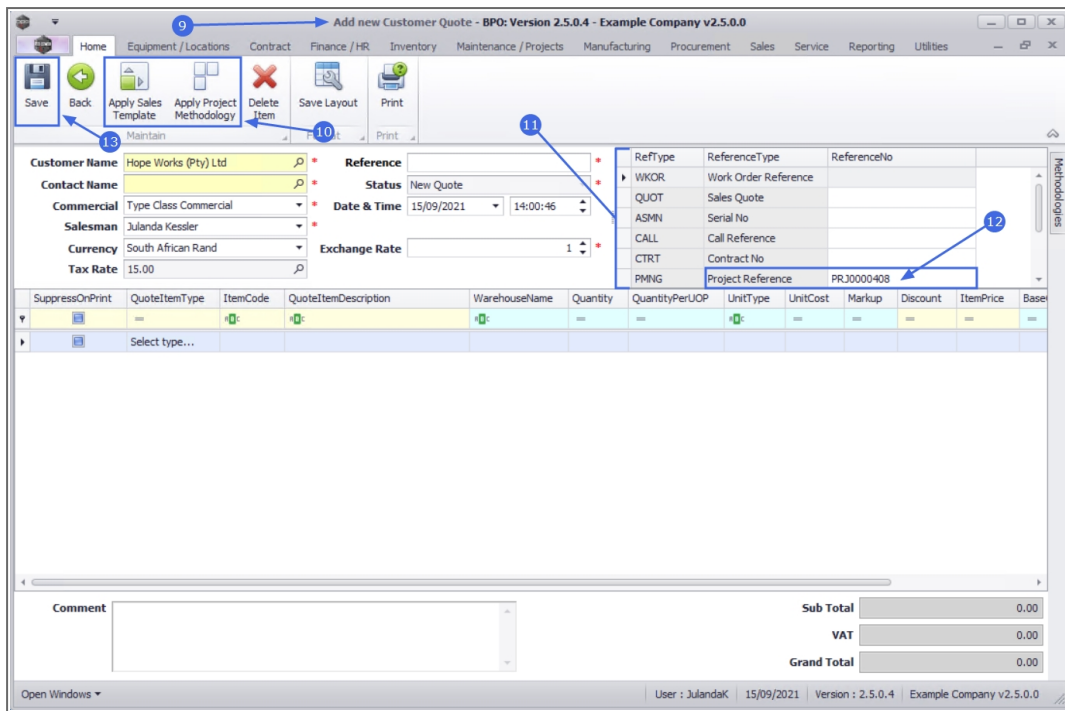 9
Add new Customer Quote - BPO: Version 2.5.0.4 - Example Company v2.5.0.0
Home Equipment / Locations Contract Finance / HR Inventory Maintenance / Projects Manufacturing Procurement Sales Service Reporting Utilities
Save Back Apply Sales Template Apply Project Methodology Delete Item Save Layout Print
13 Maintain 10 Print
11
Customer Name Hope Works (Pty) Ltd * Reference *
Contact Name * Status New Quote *
Commercial Type Class Commercial * Date & Time 15/09/2021 14:00:46
Salesman Julanda Kessler *
Currency South African Rand Exchange Rate 1 *
Tax Rate 15.00
RefType ReferenceType ReferenceNo
WKOR Work Order Reference
QUOT Sales Quote
ASMN Serial No
CALL Call Reference
CTRT Contract No
PMNG Project Reference PRJ0000408
12
Methodologies
SuppressOnPrint QuoteItemType ItemCode QuoteItemDescription WarehouseName Quantity QuantityPerUOP UnitType UnitCost Markup Discount ItemPrice Base
Select type...
Comment
Sub Total 0.00
VAT 0.00
Grand Total 0.00
Open Windows User : JulandaK 15/09/2021 Version : 2.5.0.4 Example Company v2.5.0.0